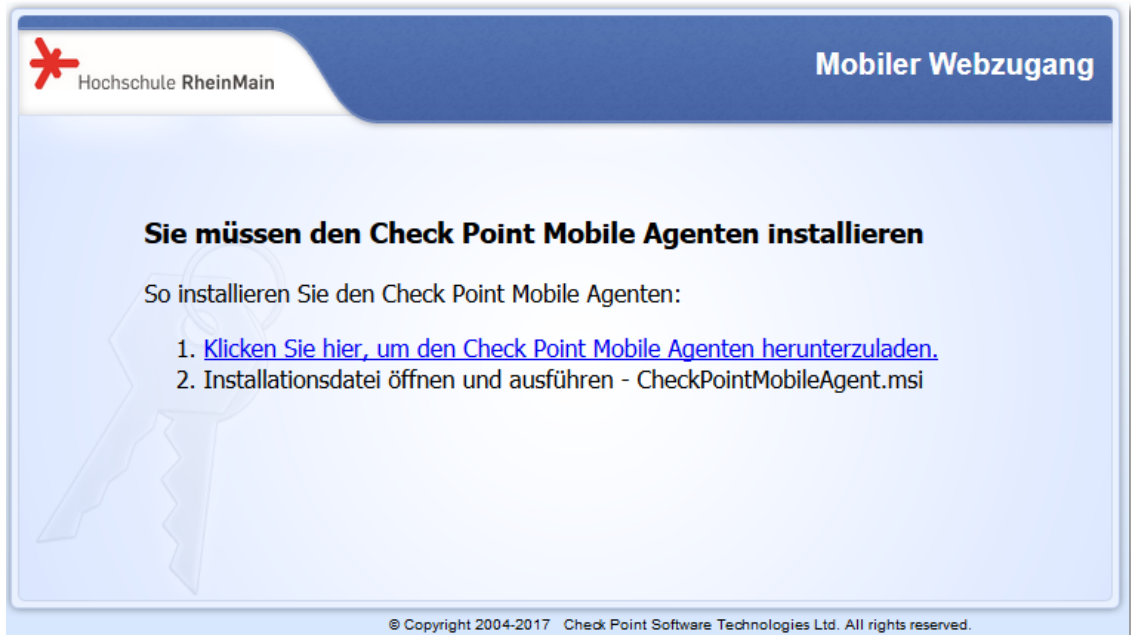 Hochschule RheinMain
Mobiler Webzugang
Sie müssen den Check Point Mobile Agenten installieren
So installieren Sie den Check Point Mobile Agenten:
1. Klicken Sie hier, um den Check Point Mobile Agenten herunterzuladen.
2. Installationsdatei öffnen und ausführen - CheckPointMobileAgent.msi
© Copyright 2004-2017 Check Point Software Technologies Ltd. All rights reserved.